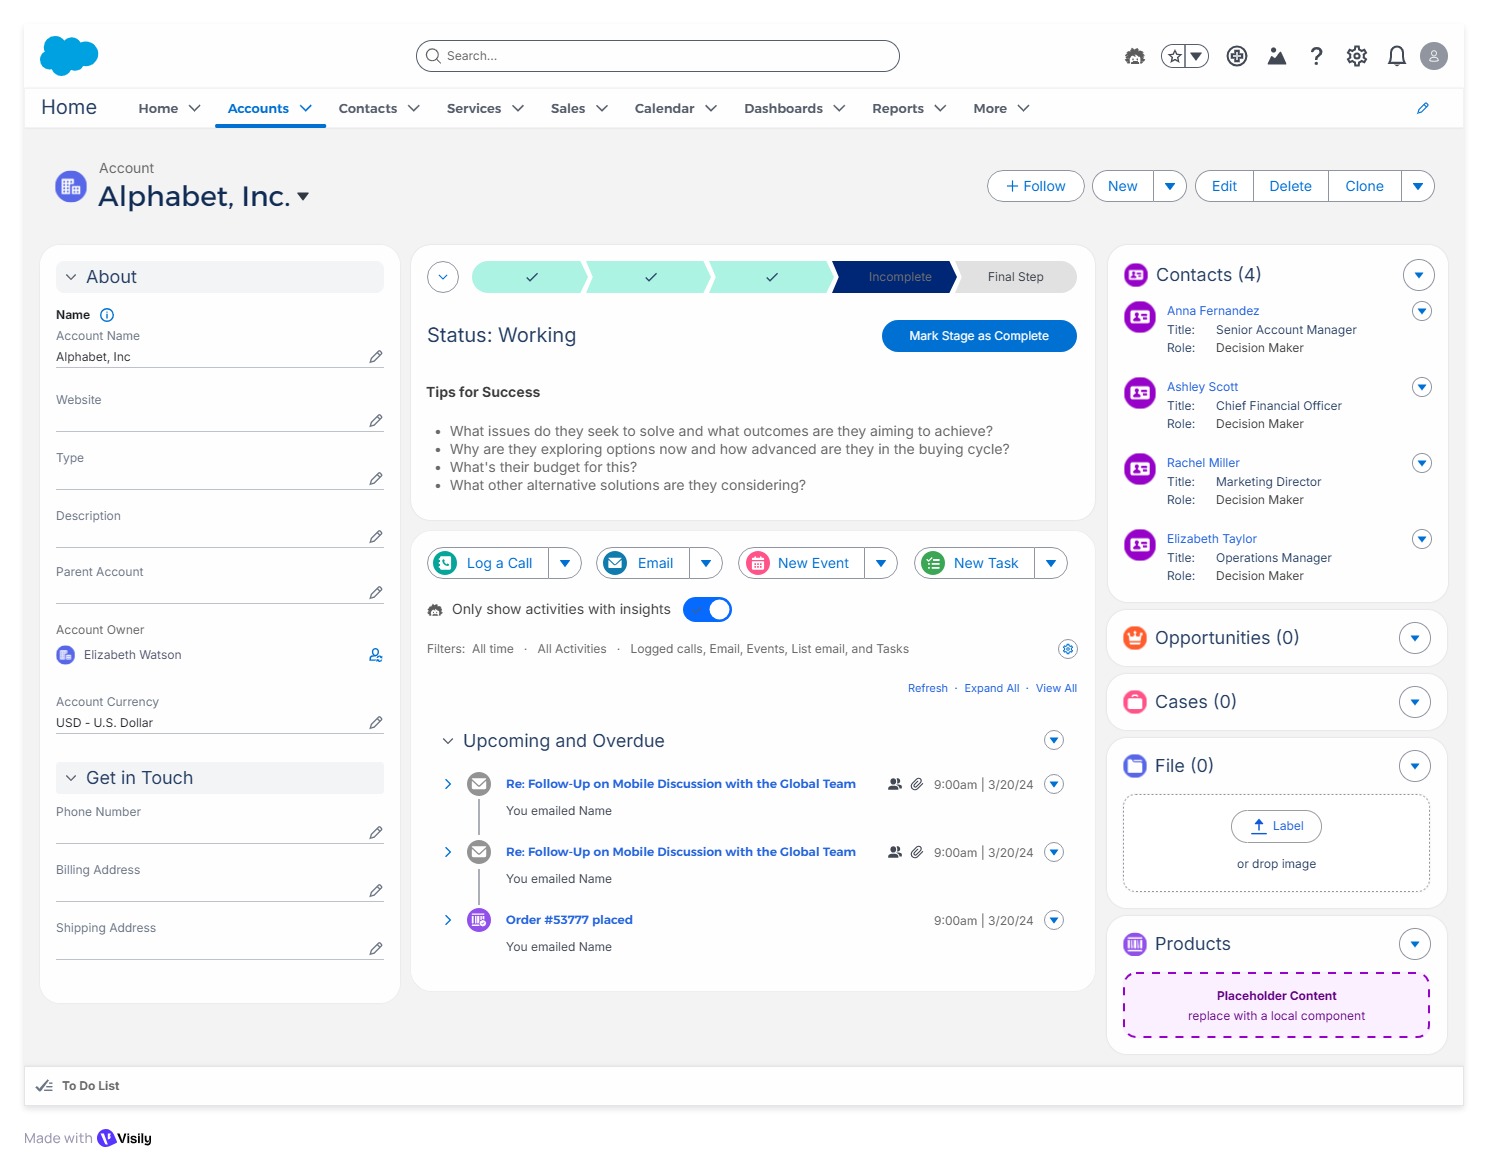 Search...
Home
Home
Accounts
Contacts
Services
Sales
Calendar
Dashboards
Reports
More
Account
Alphabet, Inc.
+ Follow
New
Edit
Delete
Clone
About
Name
Account Name
Alphabet, Inc
Website
Type
Description
Parent Account
Account Owner
Elizabeth Watson
Account Currency
USD - U.S. Dollar
Get in Touch
Phone Number
Billing Address
Shipping Address
Incomplete
Final Step
Status: Working
Mark Stage as Complete
Tips for Success
• What issues do they seek to solve and what outcomes are they aiming to achieve?
• Why are they exploring options now and how advanced are they in the buying cycle?
• What's their budget for this?
• What other alternative solutions are they considering?
Log a Call
Email
New Event
New Task
Only show activities with insights
Filters: All time · All Activities · Logged calls, Email, Events, List email, and Tasks
Refresh · Expand All · View All
Upcoming and Overdue
Re: Follow-Up on Mobile Discussion with the Global Team
9:00am | 3/20/24
You emailed Name
Re: Follow-Up on Mobile Discussion with the Global Team
9:00am | 3/20/24
You emailed Name
Order #53777 placed
9:00am | 3/20/24
You emailed Name
Contacts (4)
Anna Fernandez
Title: Senior Account Manager
Role: Decision Maker
Ashley Scott
Title: Chief Financial Officer
Role: Decision Maker
Rachel Miller
Title: Marketing Director
Role: Decision Maker
Elizabeth Taylor
Title: Operations Manager
Role: Decision Maker
Opportunities (0)
Cases (0)
File (0)
Label
or drop image
Products
Placeholder Content
replace with a local component
To Do List
Made with Visily